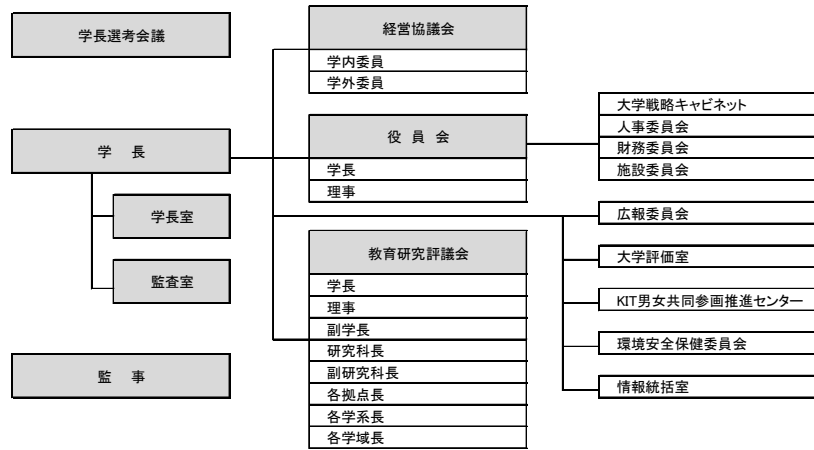 学長選考会議
学 長
学長室
監査室
監 事
経営協議会
学内委員
学外委員
役 員 会
学長
理事
教育研究評議会
学長
理事
副学長
研究科長
副研究科長
各拠点長
各学系長
各学域長
大学戦略キャビネット
人事委員会
財務委員会
施設委員会
広報委員会
大学評価室
KIT男女共同参画推進センター
環境安全保健委員会
情報統括室